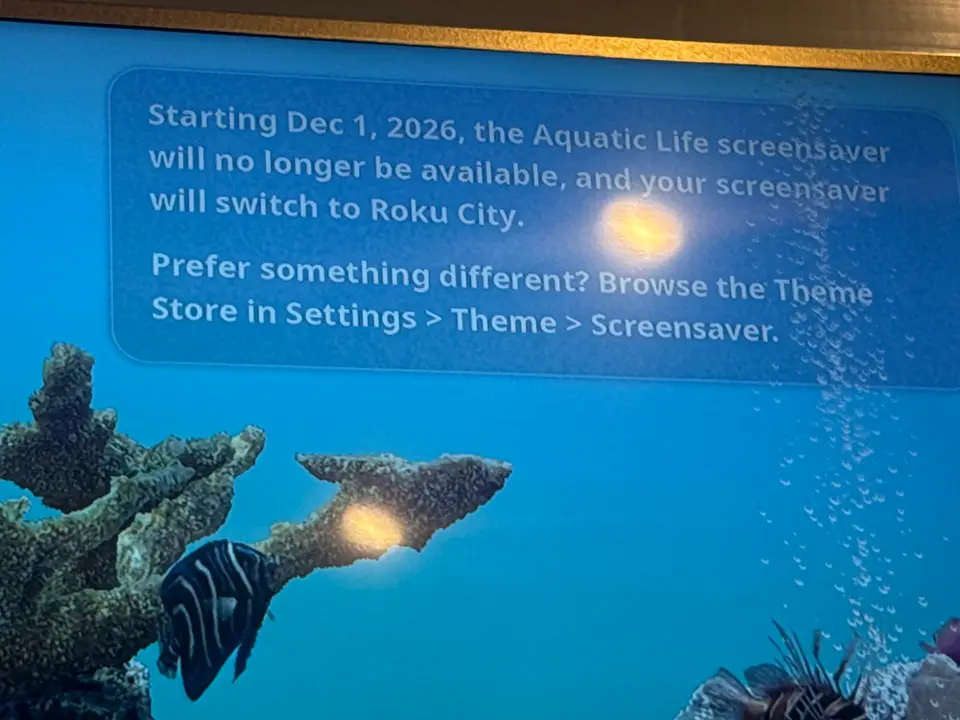 Starting Dec 1, 2026, the Aquatic Life screensaver
will no longer be available, and your screensaver
will switch to Roku City.
Prefer something different? Browse the Theme
Store in Settings > Theme > Screensaver.